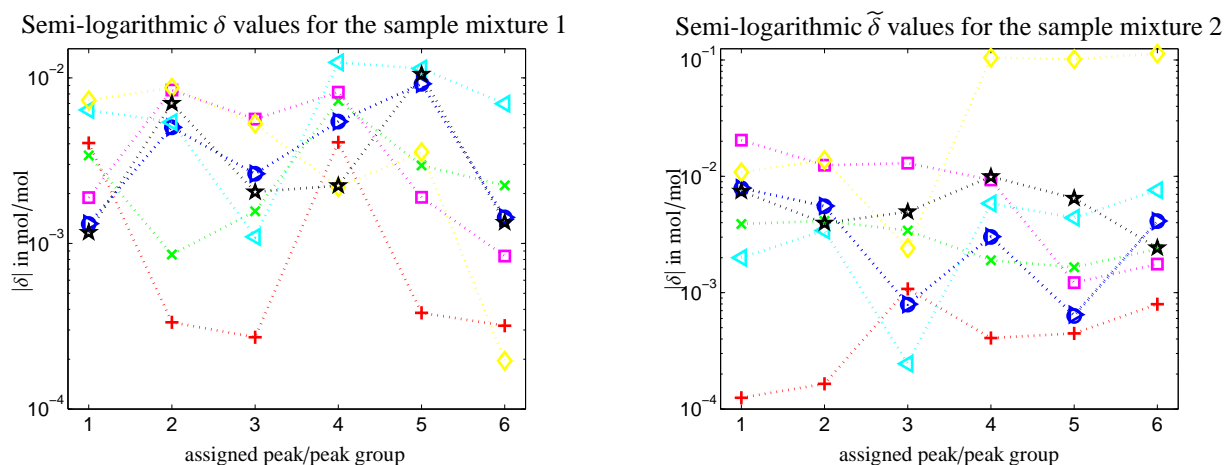 Semi-logarithmic δ values for the sample mixture 1
10⁻²
10⁻³
10⁻⁴
|δ| in mol/mol
1 2 3 4 5 6
assigned peak/peak group
Semi-logarithmic δ̃ values for the sample mixture 2
10⁻¹
10⁻²
10⁻³
10⁻⁴
|δ| in mol/mol
1 2 3 4 5 6
assigned peak/peak group